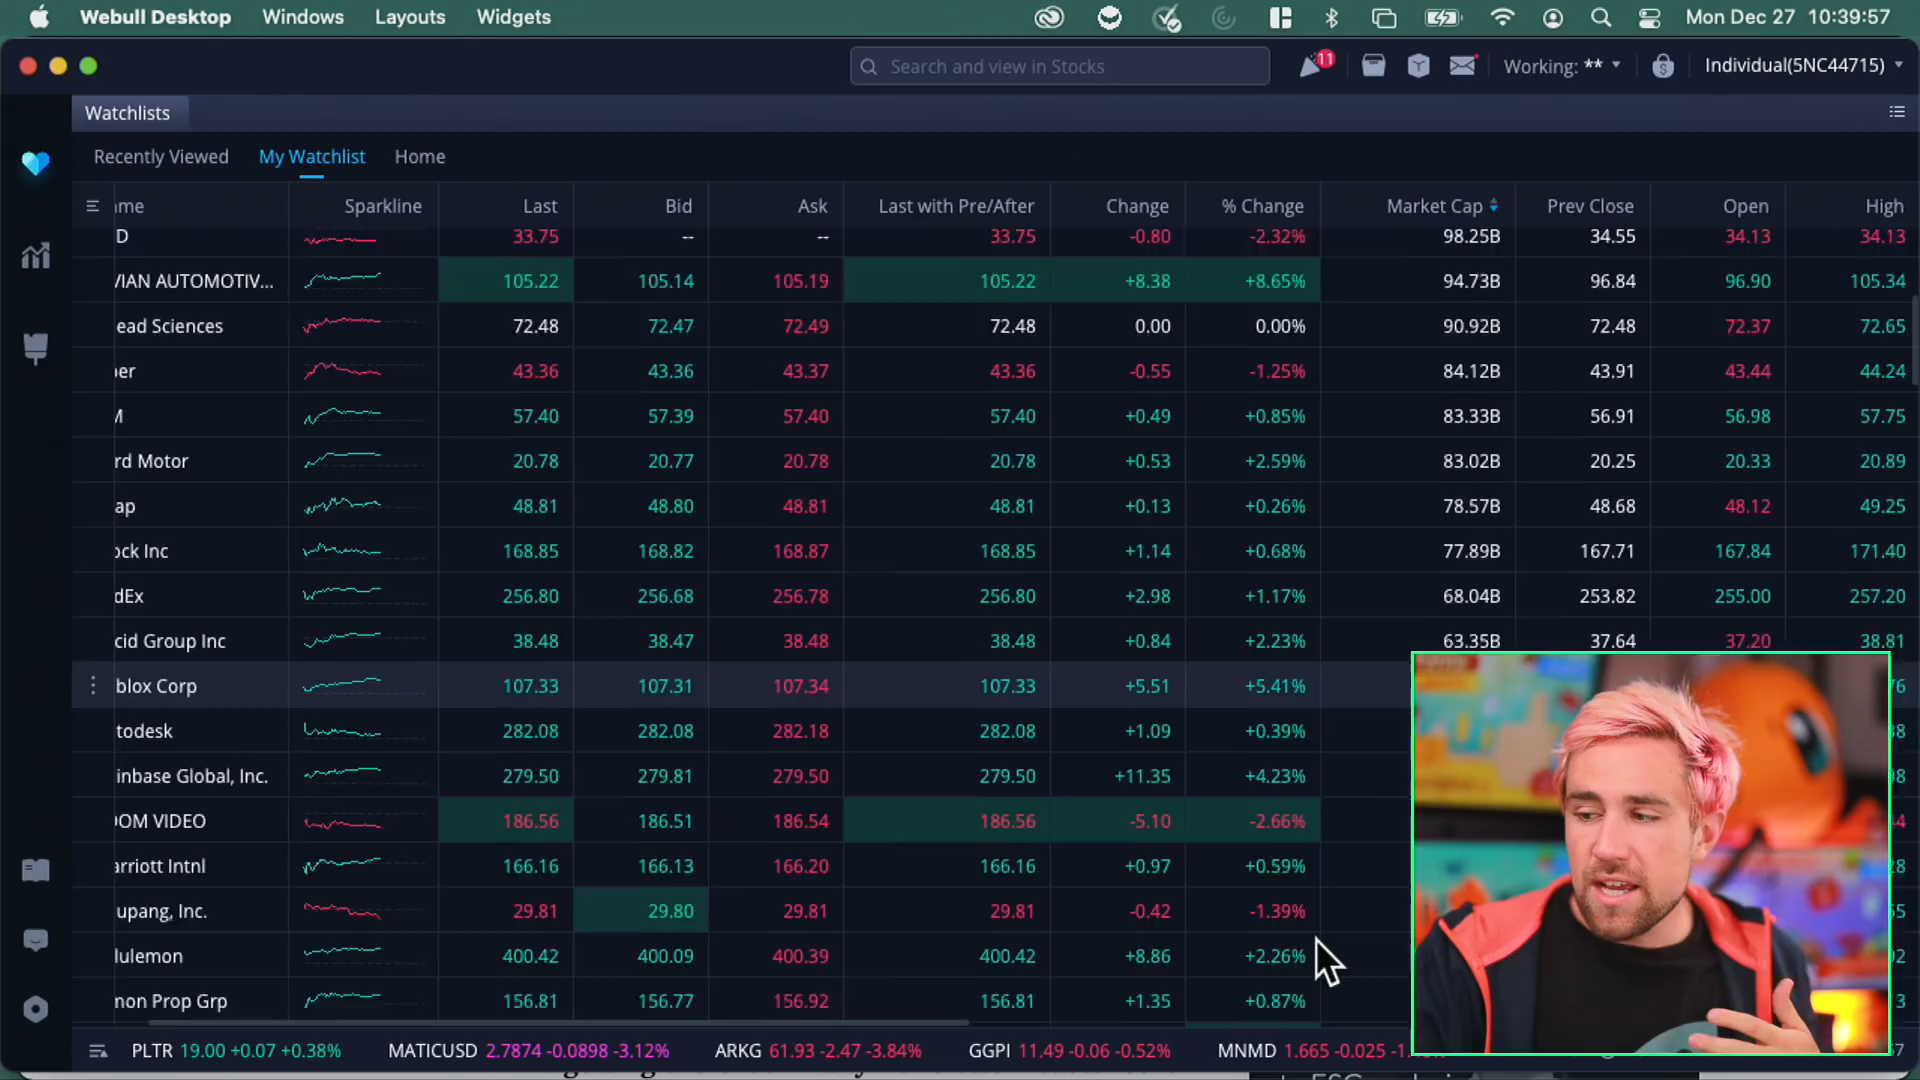 Webull Desktop Windows Layouts Widgets Mon Dec 27 10:39:57
Search and view in Stocks 11 Working: ** Individual(5NC44715)
Watchlists
Recently Viewed My Watchlist Home
ame Sparkline Last Bid Ask Last with Pre/After Change % Change Market Cap Prev Close Open High
D 33.75 -- -- 33.75 -0.80 -2.32% 98.25B 34.55 34.13 34.13
VIAN AUTOMOTIV... 105.22 105.14 105.19 105.22 +8.38 +8.65% 94.73B 96.84 96.90 105.34
ead Sciences 72.48 72.47 72.49 72.48 0.00 0.00% 90.92B 72.48 72.37 72.65
ber 43.36 43.36 43.37 43.36 -0.55 -1.25% 84.12B 43.91 43.44 44.24
M 57.40 57.39 57.40 57.40 +0.49 +0.85% 83.33B 56.91 56.98 57.75
rd Motor 20.78 20.77 20.78 20.78 +0.53 +2.59% 83.02B 20.25 20.33 20.89
ap 48.81 48.80 48.81 48.81 +0.13 +0.26% 78.57B 48.68 48.12 49.25
ock Inc 168.85 168.82 168.87 168.85 +1.14 +0.68% 77.89B 167.71 167.84 171.40
dEx 256.80 256.68 256.78 256.80 +2.98 +1.17% 68.04B 253.82 255.00 257.20
cid Group Inc 38.48 38.47 38.48 38.48 +0.84 +2.23% 63.35B 37.64 37.20 38.81
blox Corp 107.33 107.31 107.34 107.33 +5.51 +5.41%
todesk 282.08 282.08 282.18 282.08 +1.09 +0.39%
inbase Global, Inc. 279.50 279.81 279.50 279.50 +11.35 +4.23%
OOM VIDEO 186.56 186.51 186.54 186.56 -5.10 -2.66%
arriott Intnl 166.16 166.13 166.20 166.16 +0.97 +0.59%
upang, Inc. 29.81 29.80 29.81 29.81 -0.42 -1.39%
lulemon 400.42 400.09 400.39 400.42 +8.86 +2.26%
mon Prop Grp 156.81 156.77 156.92 156.81 +1.35 +0.87%
PLTR 19.00 +0.07 +0.38% MATICUSD 2.7874 -0.0898 -3.12% ARKG 61.93 -2.47 -3.84% GGPI 11.49 -0.06 -0.52% MNMD 1.665 -0.025